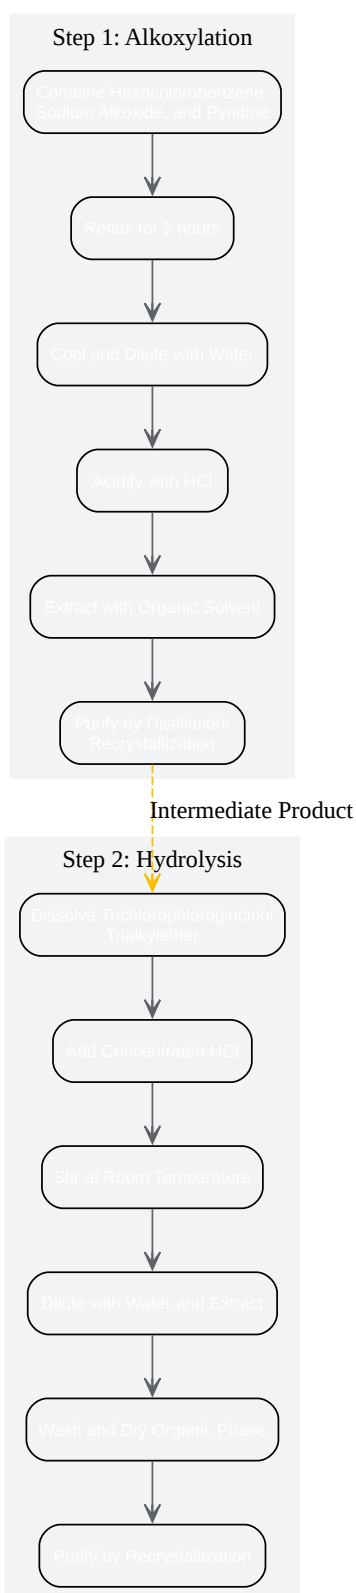 Step 1: Alkoxylation
Combine Hexachlorobenzene,
Sodium Alkoxide, and Pyridine
Reflux for 2 hours
Cool and Dilute with Water
Acidify with HCl
Extract with Organic Solvent
Purify by Distillation/
Recrystallization
Intermediate Product
Step 2: Hydrolysis
Dissolve Trichlorophloroglucinol
Trialkylether
Add Concentrated HCl
Stir at Room Temperature
Dilute with Water and Extract
Wash and Dry Organic Phase
Purify by Recrystallization